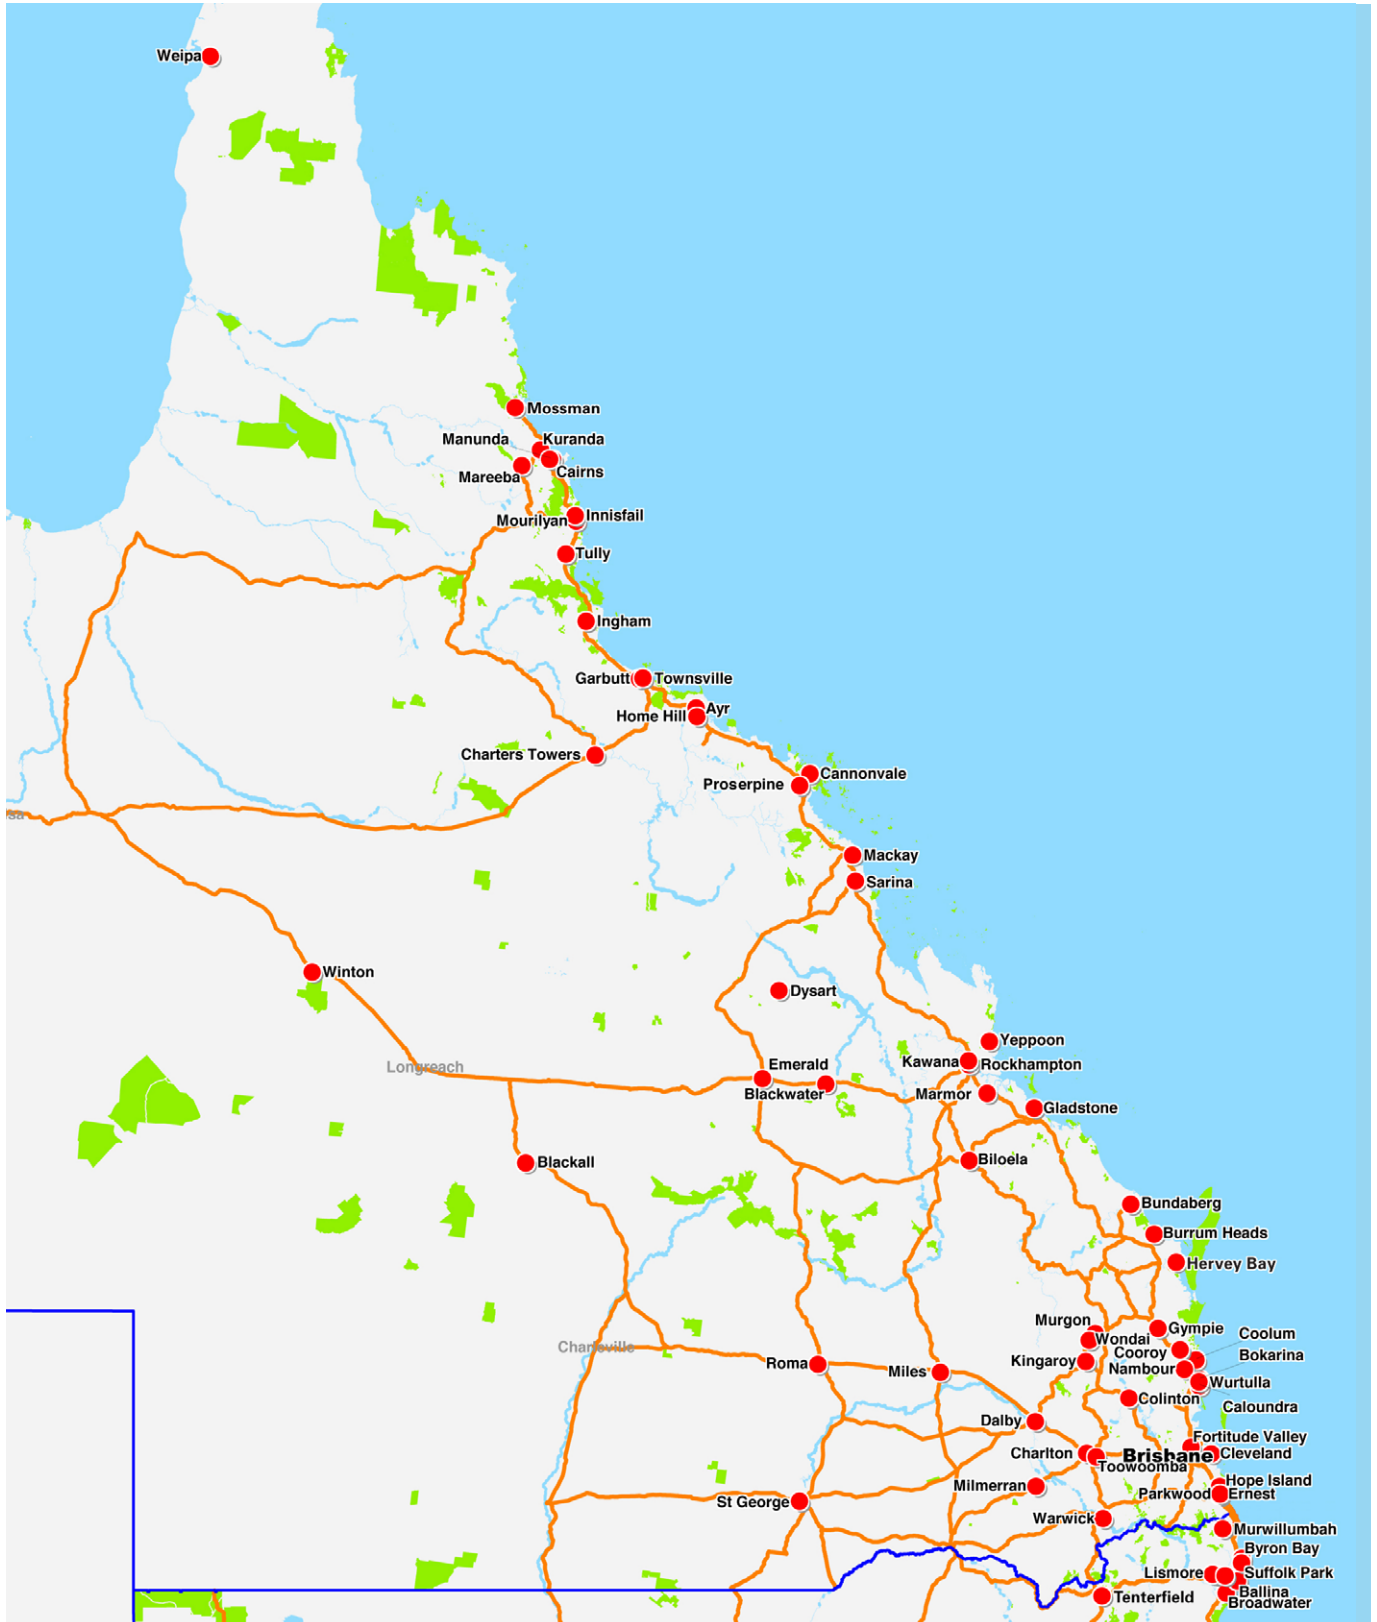 Weipa
Mossman
Manunda
Kuranda
Cairns
Mareeba
Innisfail
Mourilyan
Tully
Ingham
Garbutt
Townsville
Ayr
Home Hill
Charters Towers
Cannonvale
Proserpine
sa
Mackay
Sarina
Winton
Dysart
Yeppoon
Kawana
Rockhampton
Emerald
Longreach
Blackwater
Marmor
Gladstone
Biloela
Blackall
Bundaberg
Burrum Heads
Hervey Bay
Murgon
Gympie
Coolum
Wondai
Charleville
Cooroy
Bokarina
Kingaroy
Roma
Nambour
Miles
Wurtulla
Colinton
Caloundra
Dalby
Fortitude Valley
Charlton
Brisbane
Cleveland
Toowoomba
Hope Island
Milmerran
Parkwood
Ernest
St George
Warwick
Murwillumbah
Byron Bay
Lismore
Suffolk Park
Ballina
Tenterfield
Broadwater